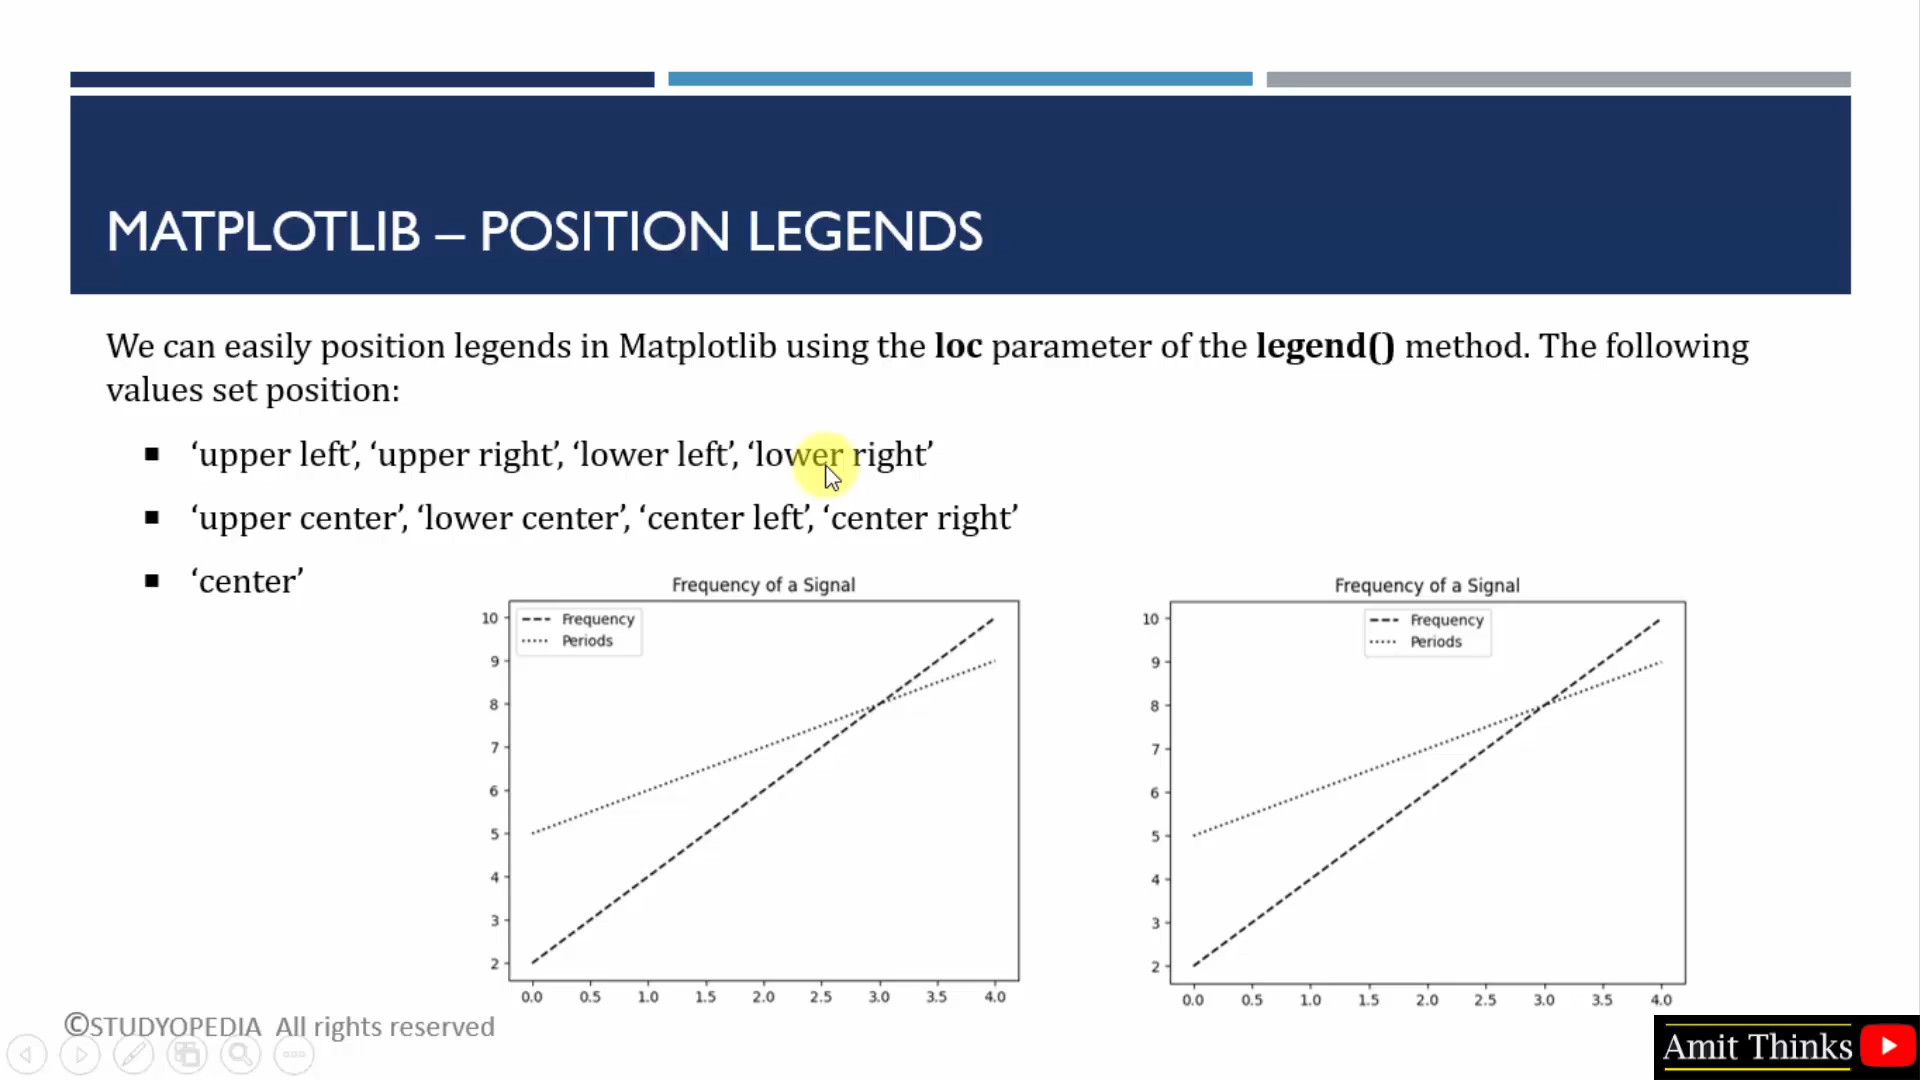 MATPLOTLIB – POSITION LEGENDS
We can easily position legends in Matplotlib using the loc parameter of the legend() method. The following
values set position:
▪ ‘upper left’, ‘upper right’, ‘lower left’, ‘lower right’
▪ ‘upper center’, ‘lower center’, ‘center left’, ‘center right’
▪ ‘center’
Frequency of a Signal
Frequency
Periods
10
9
8
7
6
5
4
3
2
0.0 0.5 1.0 1.5 2.0 2.5 3.0 3.5 4.0
Frequency of a Signal
Frequency
Periods
10
9
8
7
6
5
4
3
2
0.0 0.5 1.0 1.5 2.0 2.5 3.0 3.5 4.0
©STUDYOPEDIA All rights reserved
Amit Thinks